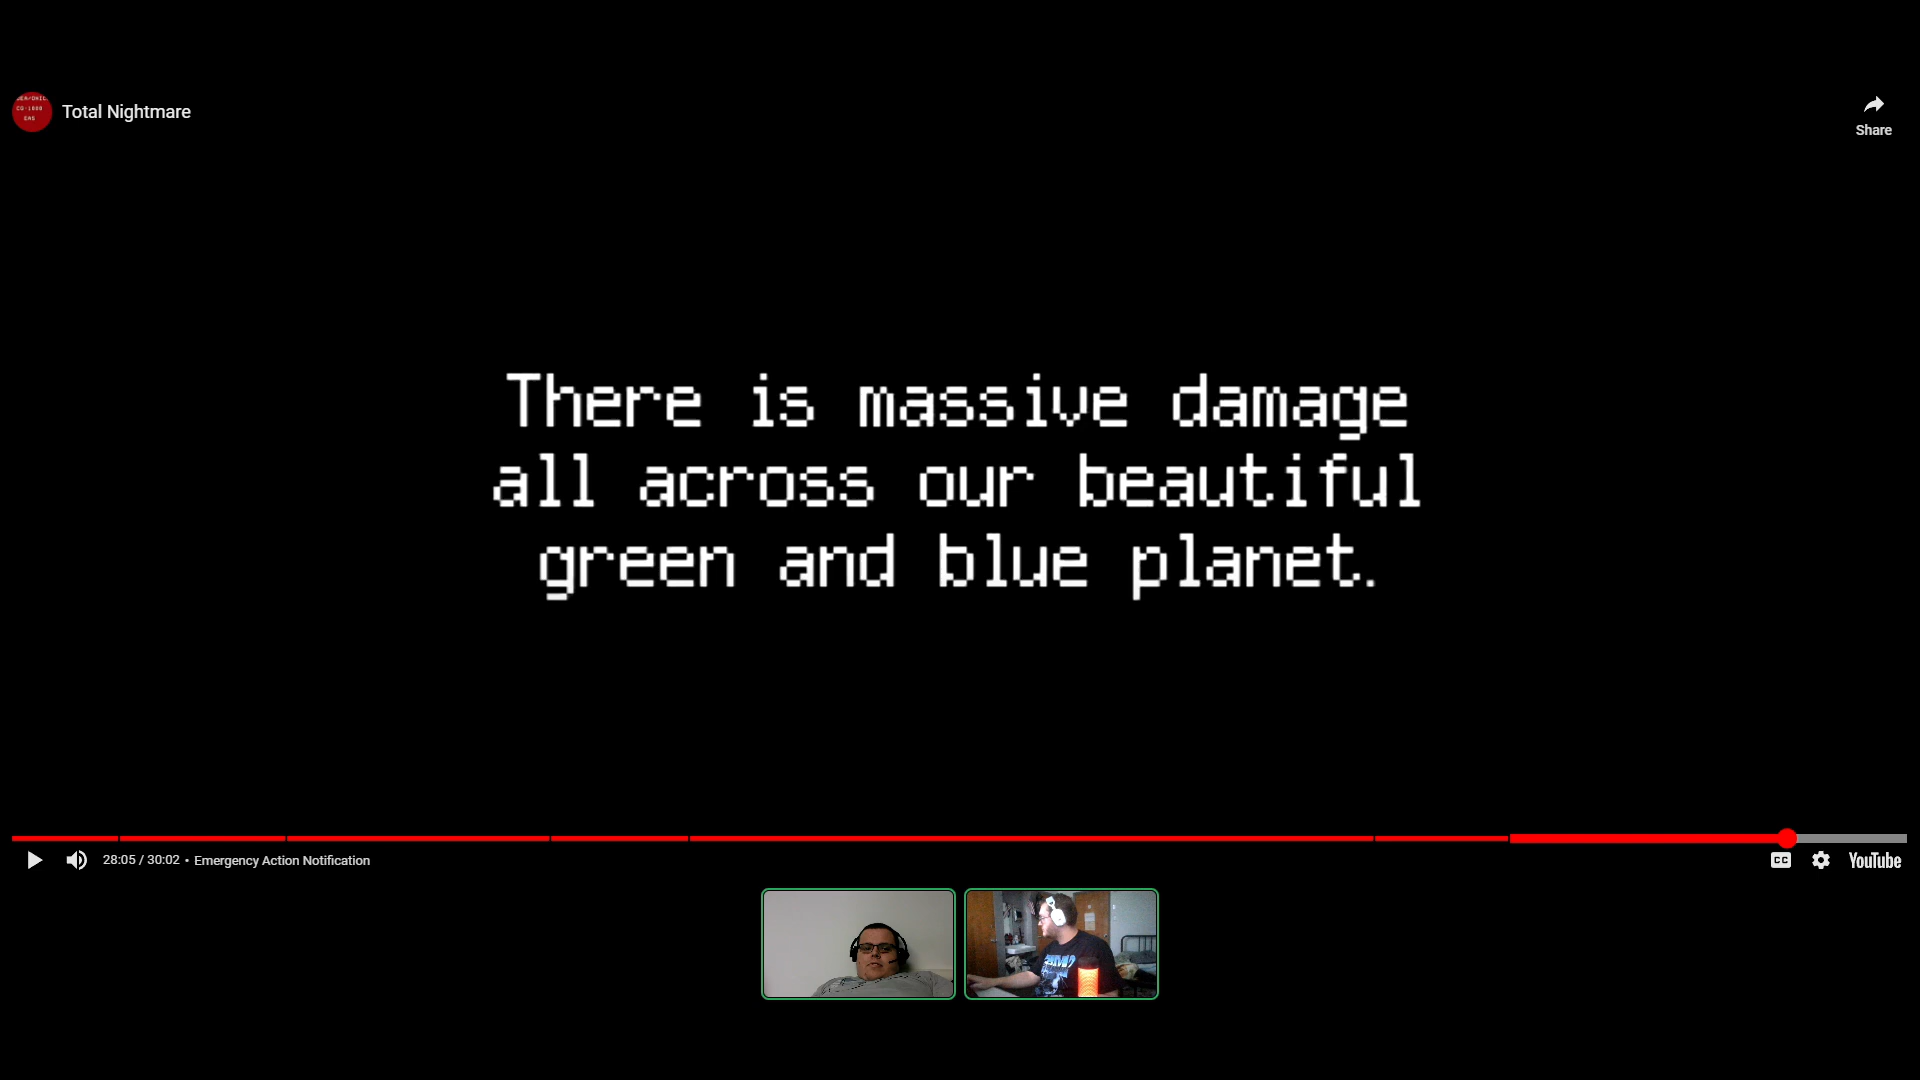 Total Nightmare
Share
There is massive damage
all across our beautiful
green and blue planet.
28:05 / 30:02 • Emergency Action Notification
CC
YouTube